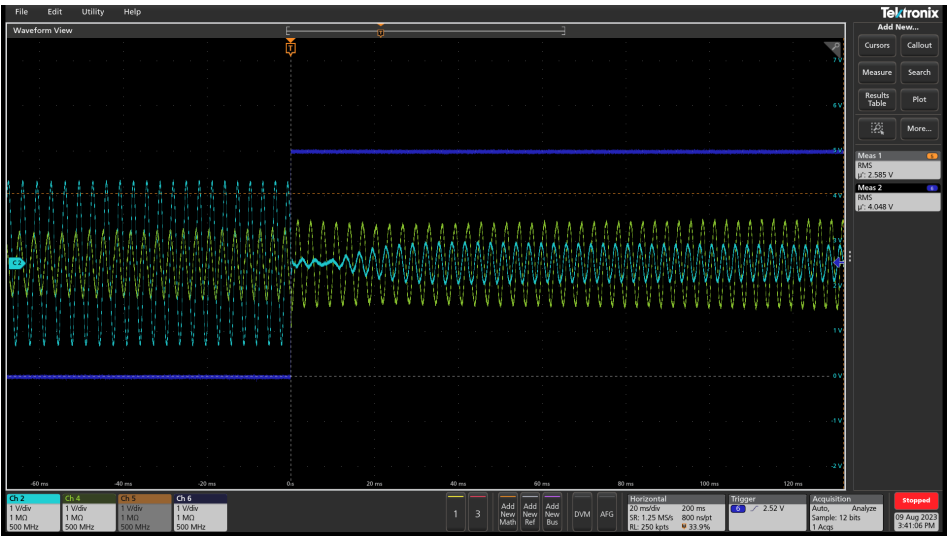 File Edit Utility Help
Tektronix
Waveform View
Add New...
T
T
Cursors Callout
Measure Search
Results Table Plot
More...
Meas 1 5
RMS
µ': 2.585 V
Meas 2 6
RMS
µ': 4.048 V
7 V
6 V
5 V
4 V
3 V
2 V
1 V
0 V
-1 V
-2 V
C2
-60 ms -40 ms -20 ms 0s 20 ms 40 ms 60 ms 80 ms 100 ms 120 ms
Ch 2
1 V/div
1 MΩ
500 MHz
Ch 4
1 V/div
1 MΩ
500 MHz
Ch 5
1 V/div
1 MΩ
500 MHz
Ch 6
1 V/div
1 MΩ
500 MHz
1 3
Add New Math
Add New Ref
Add New Bus
DVM AFG
Horizontal
20 ms/div 200 ms
SR: 1.25 MS/s 800 ns/pt
RL: 250 kpts 33.9%
Trigger
6 2.52 V
Acquisition
Auto, Analyze
Sample: 12 bits
1 Acqs
Stopped
09 Aug 2023
3:41:06 PM